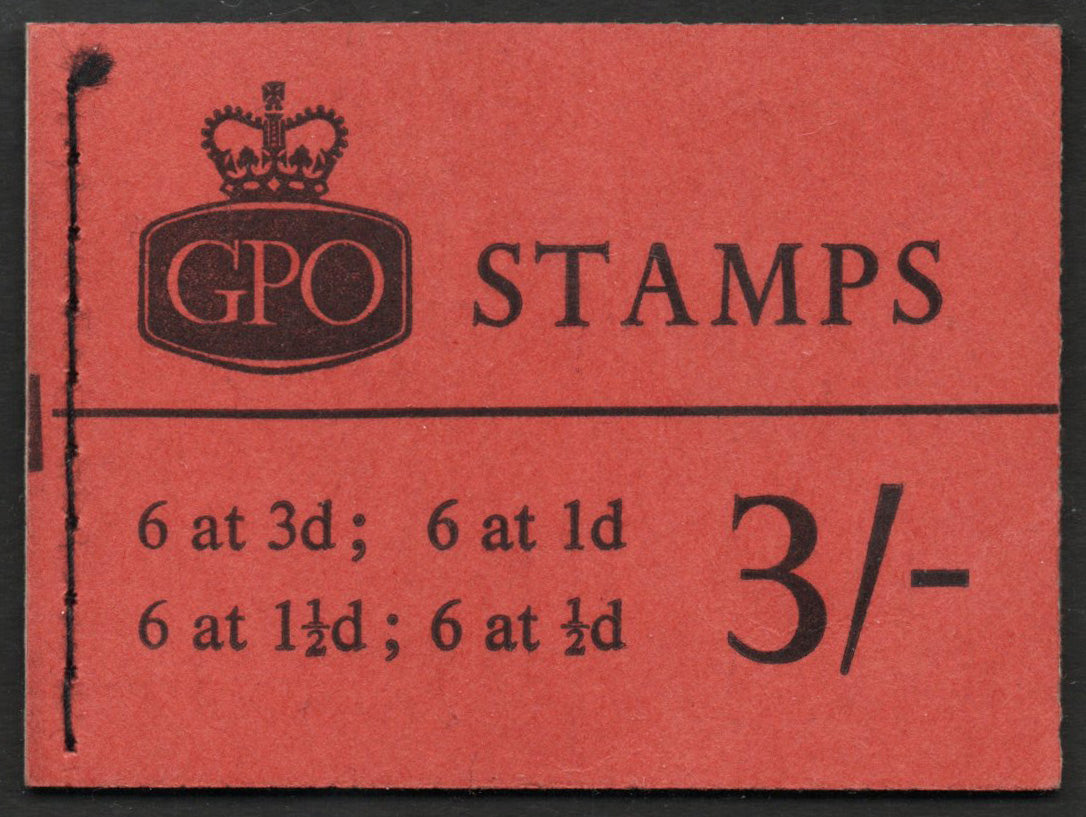 GPO STAMPS
6 at 3d; 6 at 1d
6 at 1½d; 6 at ½d
3/-